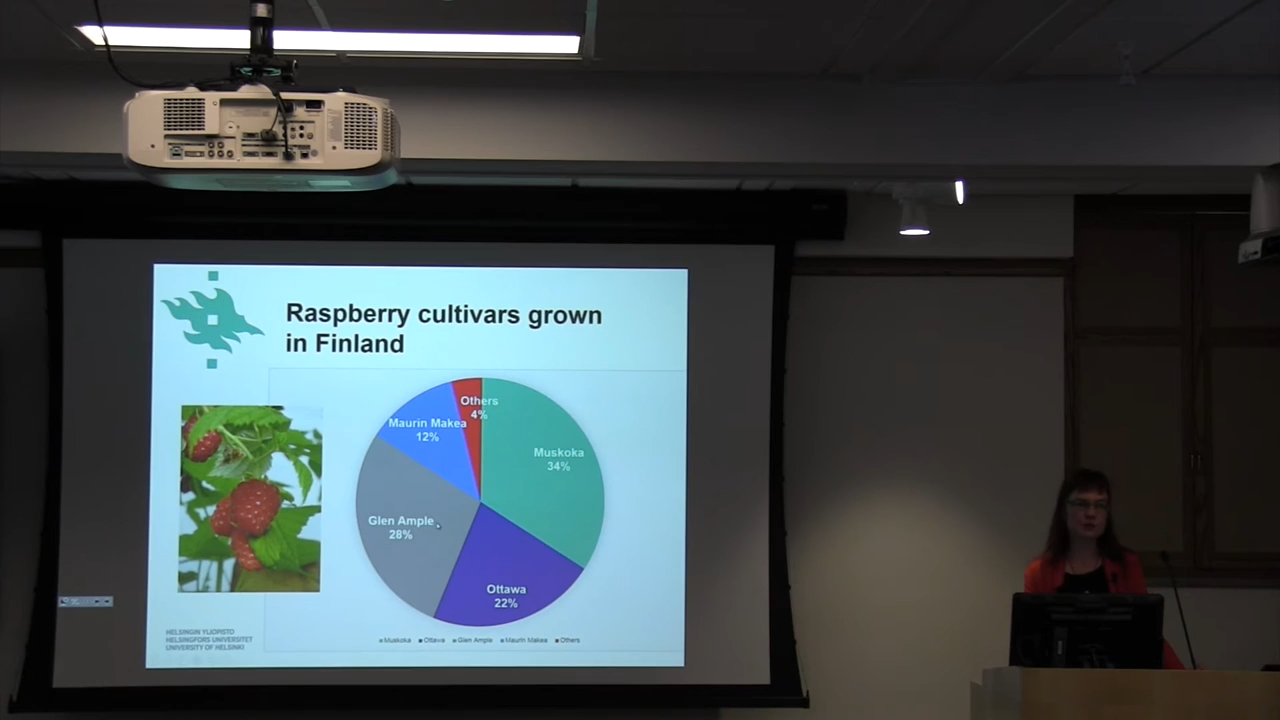 Raspberry cultivars grown
in Finland
Others
4%
Maurin Makea
12%
Muskoka
34%
Glen Ample
28%
Ottawa
22%
Muskoka Ottawa Glen Ample Maurin Makea Others
HELSINGIN YLIOPISTO
HELSINGFORS UNIVERSITET
UNIVERSITY OF HELSINKI